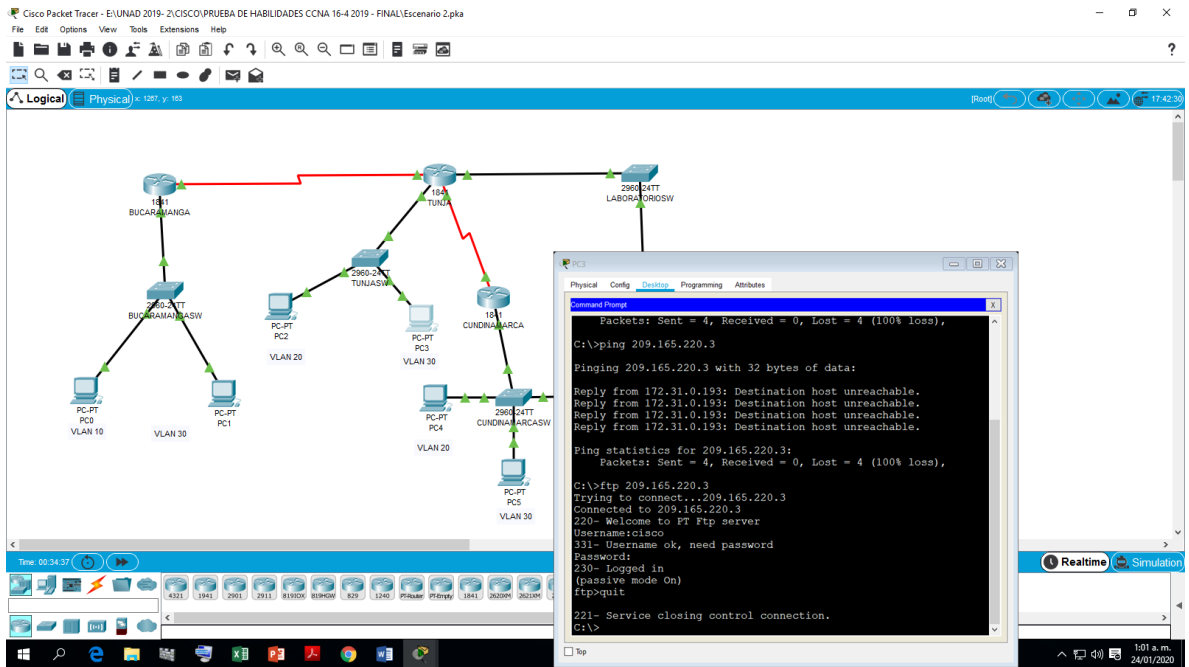 Cisco Packet Tracer - E:\UNAD 2019- 2\CISCO\PRUEBA DE HABILIDADES CCNA 16-4 2019 - FINAL\Escenario 2.pka
File Edit Options View Tools Extensions Help
?
Logical Physical x: 1287, y: 163 [Root] 17:42:30
1841
BUCARAMANGA
1841
TUNJA
2960-24TT
LABORATORIOSW
2960-24TT
TUNJASW
2960-24TT
BUCARAMANGASW
PC-PT
PC2
VLAN 20
PC-PT
PC3
VLAN 30
1841
CUNDINAMARCA
PC-PT
PC0
VLAN 10
PC-PT
PC1
VLAN 30
PC-PT
PC4
VLAN 20
2960-24TT
CUNDINAMARCASW
PC-PT
PC5
VLAN 30
PC3
Physical Config Desktop Programming Attributes
Command Prompt X
Packets: Sent = 4, Received = 0, Lost = 4 (100% loss),
C:\>ping 209.165.220.3
Pinging 209.165.220.3 with 32 bytes of data:
Reply from 172.31.0.193: Destination host unreachable.
Reply from 172.31.0.193: Destination host unreachable.
Reply from 172.31.0.193: Destination host unreachable.
Reply from 172.31.0.193: Destination host unreachable.
Ping statistics for 209.165.220.3:
Packets: Sent = 4, Received = 0, Lost = 4 (100% loss),
C:\>ftp 209.165.220.3
Trying to connect...209.165.220.3
Connected to 209.165.220.3
220- Welcome to PT Ftp server
Username:cisco
331- Username ok, need password
Password:
230- Logged in
(passive mode On)
ftp>quit
221- Service closing control connection.
C:\>
Top
Time: 00:34:37 Realtime Simulation
4321 1941 2901 2911 819IOX 819HGW 829 1240 PT-Router PT-Empty 1841 2620XM 2621XM
1:01 a. m.
24/01/2020